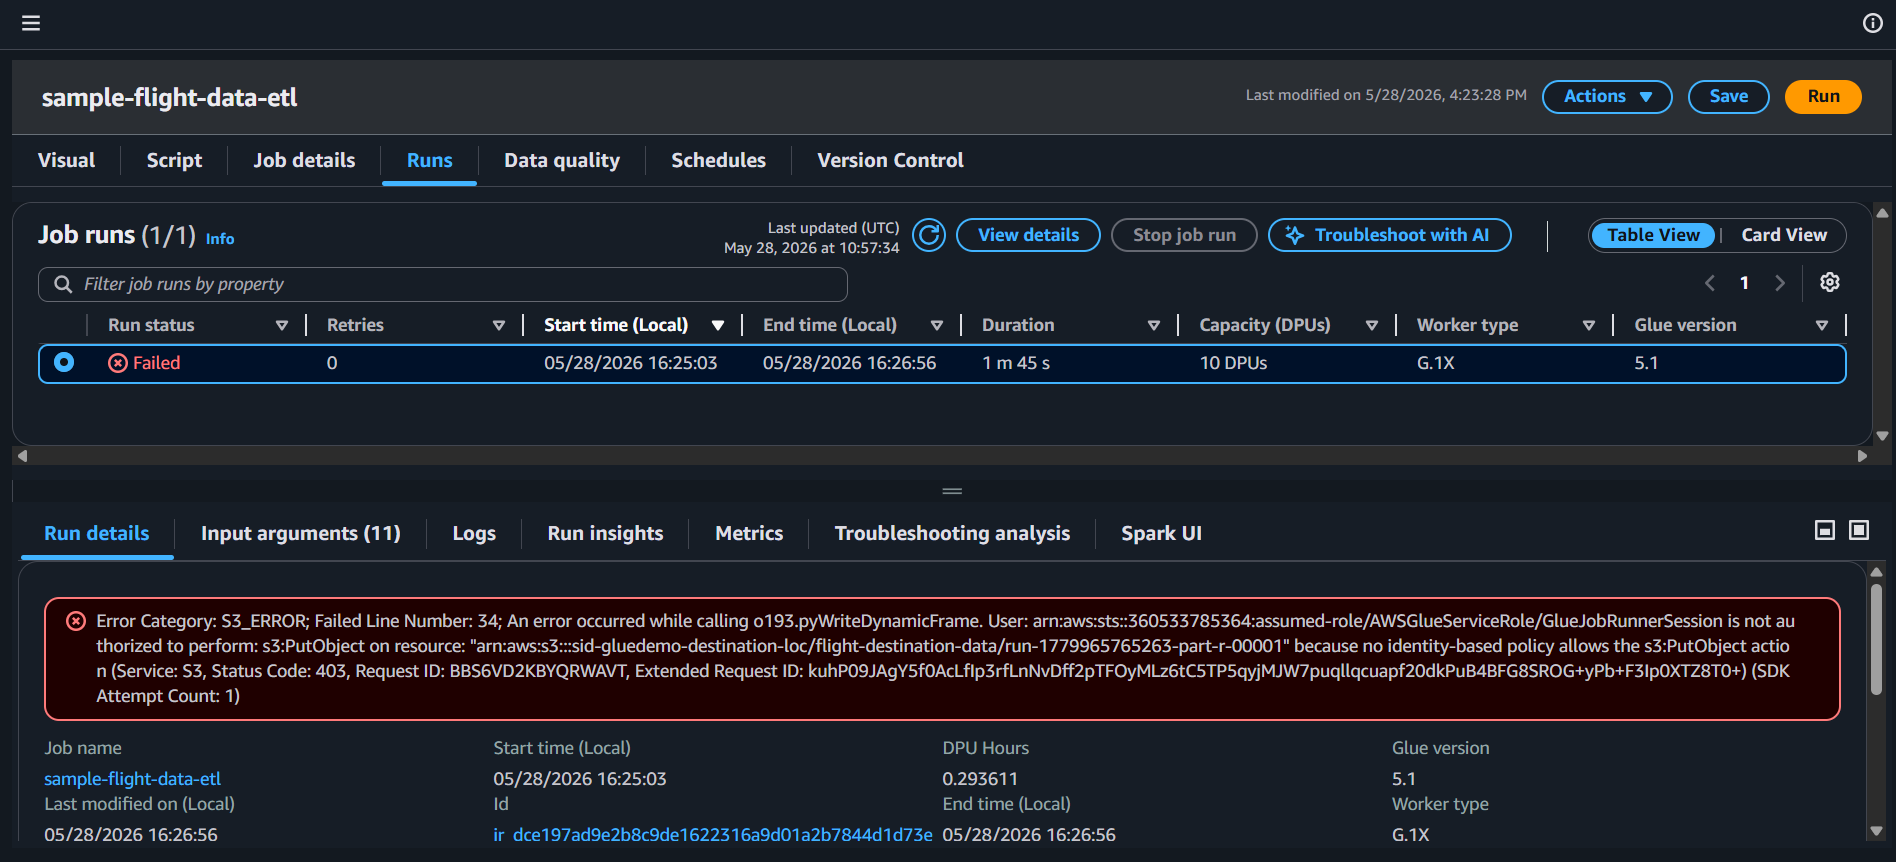 sample-flight-data-etl
Last modified on 5/28/2026, 4:23:28 PM
Actions
Save
Run
Visual
Script
Job details
Runs
Data quality
Schedules
Version Control
Job runs (1/1) Info
Last updated (UTC)
May 28, 2026 at 10:57:34
View details
Stop job run
Troubleshoot with AI
Table View
Card View
Filter job runs by property
1
Run status
Retries
Start time (Local)
End time (Local)
Duration
Capacity (DPUs)
Worker type
Glue version
Failed
0
05/28/2026 16:25:03
05/28/2026 16:26:56
1 m 45 s
10 DPUs
G.1X
5.1
Run details
Input arguments (11)
Logs
Run insights
Metrics
Troubleshooting analysis
Spark UI
Error Category: S3_ERROR; Failed Line Number: 34; An error occurred while calling o193.pyWriteDynamicFrame. User: arn:aws:sts::360533785364:assumed-role/AWSGlueServiceRole/GlueJobRunnerSession is not au
thorized to perform: s3:PutObject on resource: "arn:aws:s3:::sid-gluedemo-destination-loc/flight-destination-data/run-1779965765263-part-r-00001" because no identity-based policy allows the s3:PutObject actio
n (Service: S3, Status Code: 403, Request ID: BBS6VD2KBYQRWAVT, Extended Request ID: kuhP09JAgY5f0AcLfIp3rfLnNvDff2pTFOyMLz6tC5TP5qyjMJW7puqllqcuapf20dkPuB4BFG8SROG+yPb+F3Ip0XTZ8T0+) (SDK
Attempt Count: 1)
Job name
Start time (Local)
DPU Hours
Glue version
sample-flight-data-etl
05/28/2026 16:25:03
0.293611
5.1
Last modified on (Local)
Id
End time (Local)
Worker type
05/28/2026 16:26:56
jr_dce197ad9e2b8c9de1622316a9d01a2b7844d1d73e
05/28/2026 16:26:56
G.1X